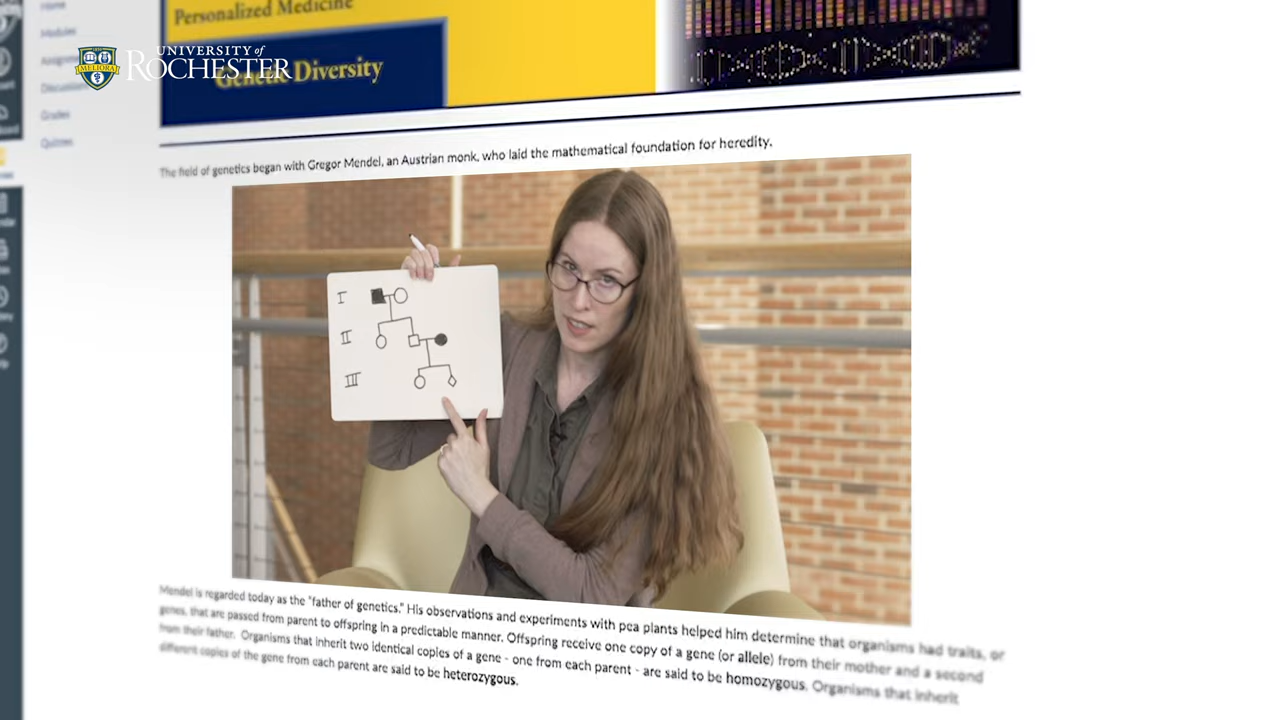 Home
Personalized Medicine
Modules
UNIVERSITY of
ROCHESTER
MELIORA
Genetic Diversity
Grades
Quizzes
The field of genetics began with Gregor Mendel, an Austrian monk, who laid the mathematical foundation for heredity.
I
II
III
Mendel is regarded today as the "father of genetics." His observations and experiments with pea plants helped him determine that organisms had traits, or
genes, that are passed from parent to offspring in a predictable manner. Offspring receive one copy of a gene (or allele) from their mother and a second
from their father. Organisms that inherit two identical copies of a gene - one from each parent - are said to be homozygous. Organisms that inherit
different copies of the gene from each parent are said to be heterozygous.